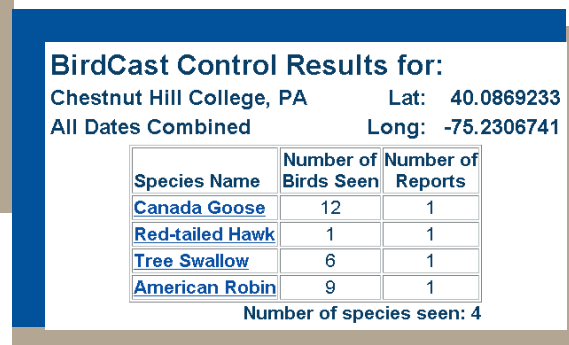 BirdCast Control Results for:
Chestnut Hill College, PA Lat: 40.0869233
All Dates Combined Long: -75.2306741
Species Name Number of Birds Seen Number of Reports
Canada Goose 12 1
Red-tailed Hawk 1 1
Tree Swallow 6 1
American Robin 9 1
Number of species seen: 4